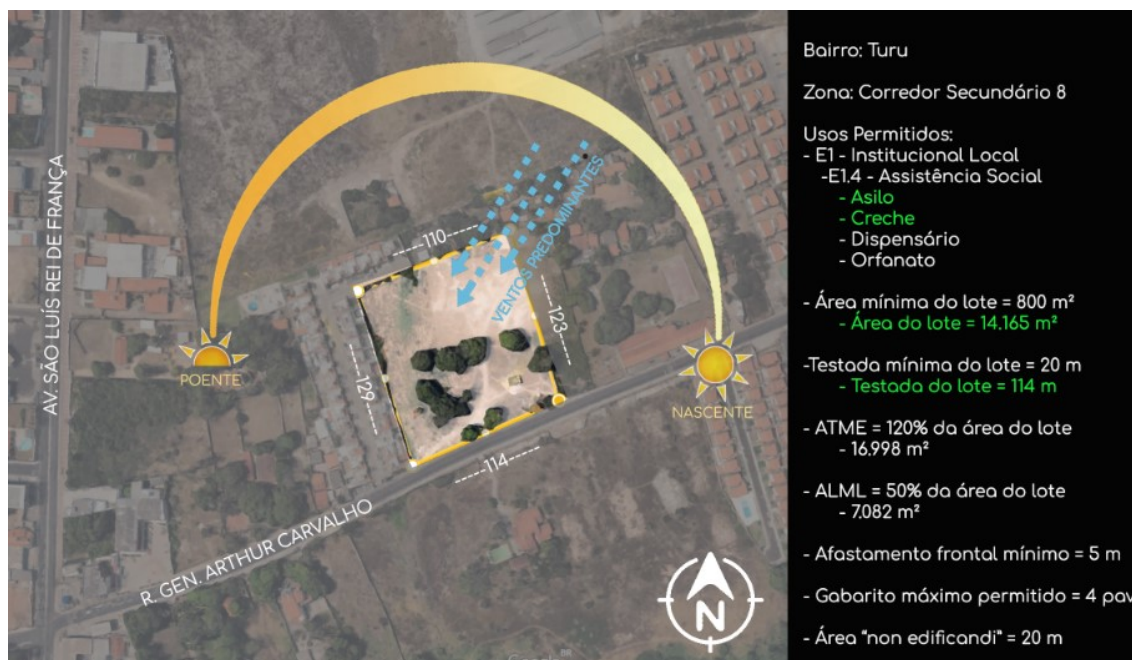 AV. SÃO LUÍS REI DE FRANÇA
POENTE
110
VENTOS PREDOMINANTES
123
129
114
NASCENTE
R. GEN. ARTHUR CARVALHO
N
Bairro: Turu
Zona: Corredor Secundário 8
Usos Permitidos:
- E1 - Institucional Local
-E1.4 - Assistência Social
- Asilo
- Creche
- Dispensário
- Orfanato
- Área mínima do lote = 800 m²
- Área do lote = 14.165 m²
-Testada mínima do lote = 20 m
- Testada do lote = 114 m
- ATME = 120% da área do lote
- 16.998 m²
- ALML = 50% da área do lote
- 7.082 m²
- Afastamento frontal mínimo = 5 m
- Gabarito máximo permitido = 4 pav
- Área "non edificandi" = 20 m